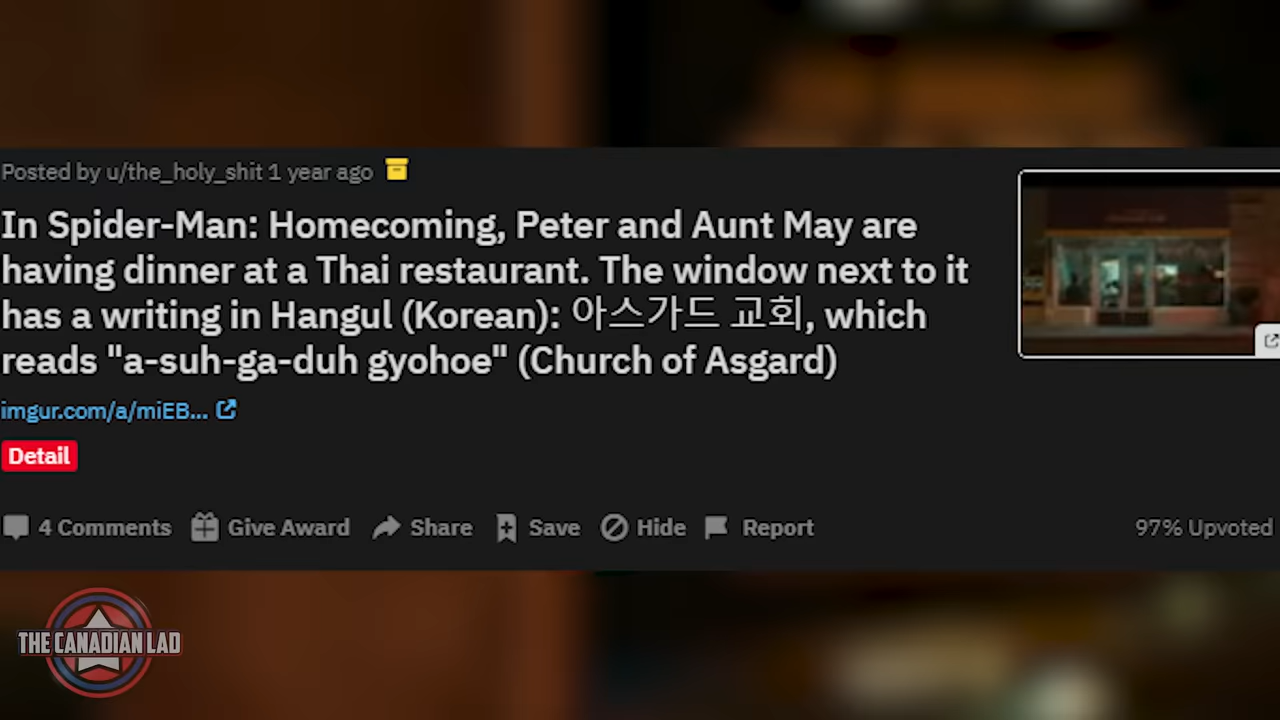 Posted by u/the_holy_shit 1 year ago
In Spider-Man: Homecoming, Peter and Aunt May are
having dinner at a Thai restaurant. The window next to it
has a writing in Hangul (Korean): 아스가드 교회, which
reads "a-suh-ga-duh gyohoe" (Church of Asgard)
imgur.com/a/miEB...
Detail
4 Comments Give Award Share Save Hide Report 97% Upvoted
THE CANADIAN LAD